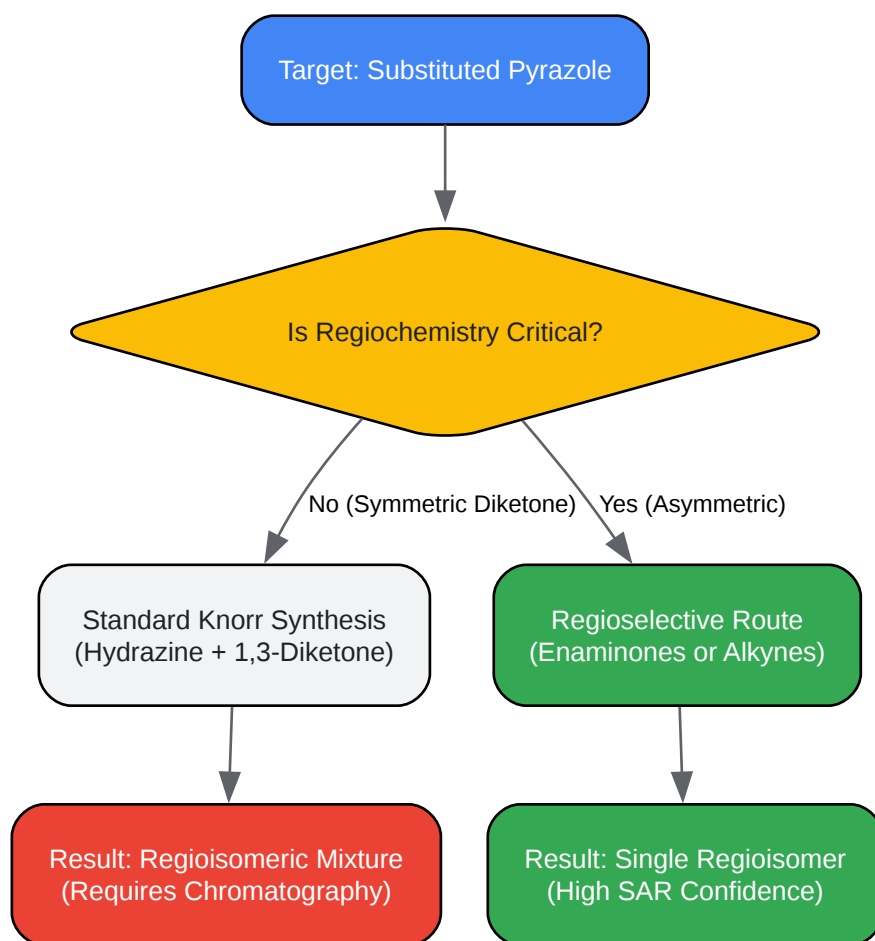 Target: Substituted Pyrazole
Is Regiochemistry Critical?
No (Symmetric Diketone)
Yes (Asymmetric)
Standard Knorr Synthesis
(Hydrazine + 1,3-Diketone)
Regioselective Route
(Enaminones or Alkynes)
Result: Regioisomeric Mixture
(Requires Chromatography)
Result: Single Regioisomer
(High SAR Confidence)